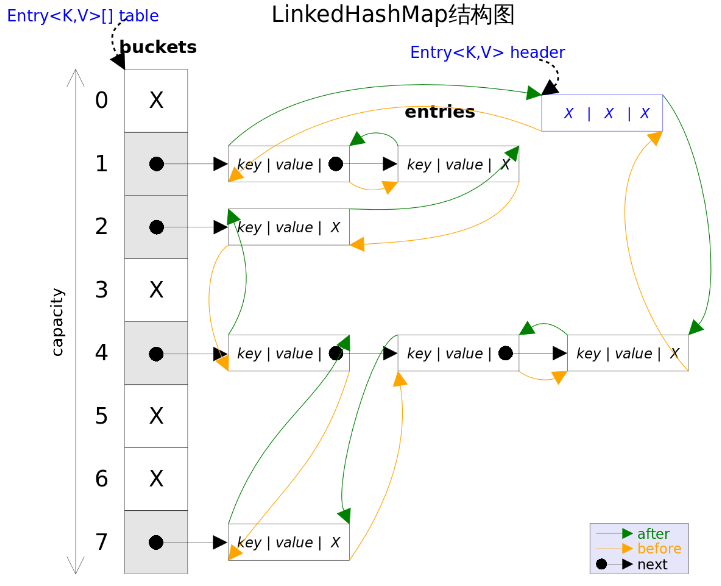 LinkedHashMap结构图
Entry<K,V>[] table
buckets
Entry<K,V> header
entries
0
X
X | X | X
1
key | value |
key | value | X
2
key | value | X
3
X
capacity
4
key | value |
key | value |
key | value | X
5
X
6
X
7
key | value | X
after
before
next